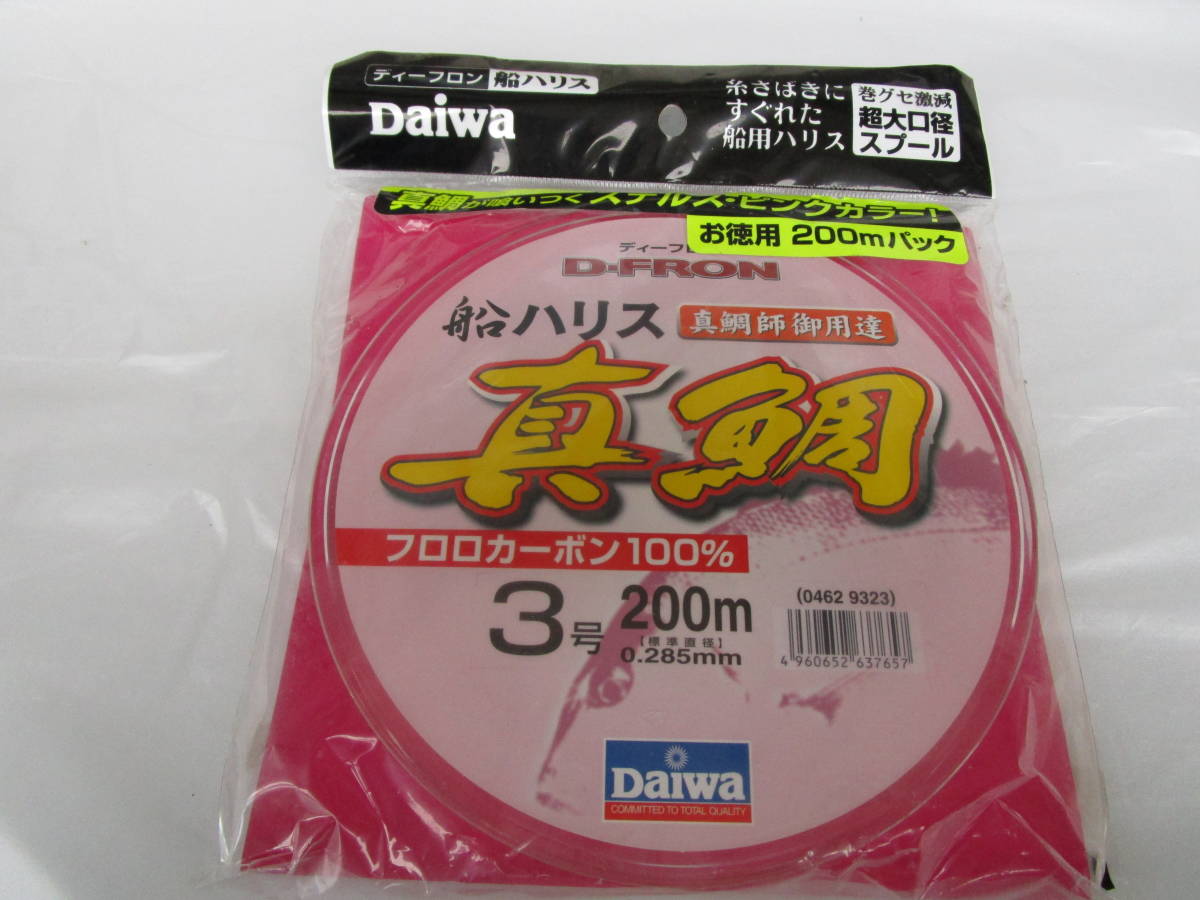 ディーフロン 船ハリス
Daiwa
糸さばきに
すぐれた
船用ハリス
巻グセ激減
超大口径
スプール
真鯛が喰いつくステルス・ピンクカラー!
お徳用 200mパック
D-FRON
船ハリス 真鯛師御用達
真鯛
フロロカーボン100%
3号 200m
【標準直径】
0.285mm
(0462 9323)
4 960652 637657
Daiwa
COMMITTED TO TOTAL QUALITY